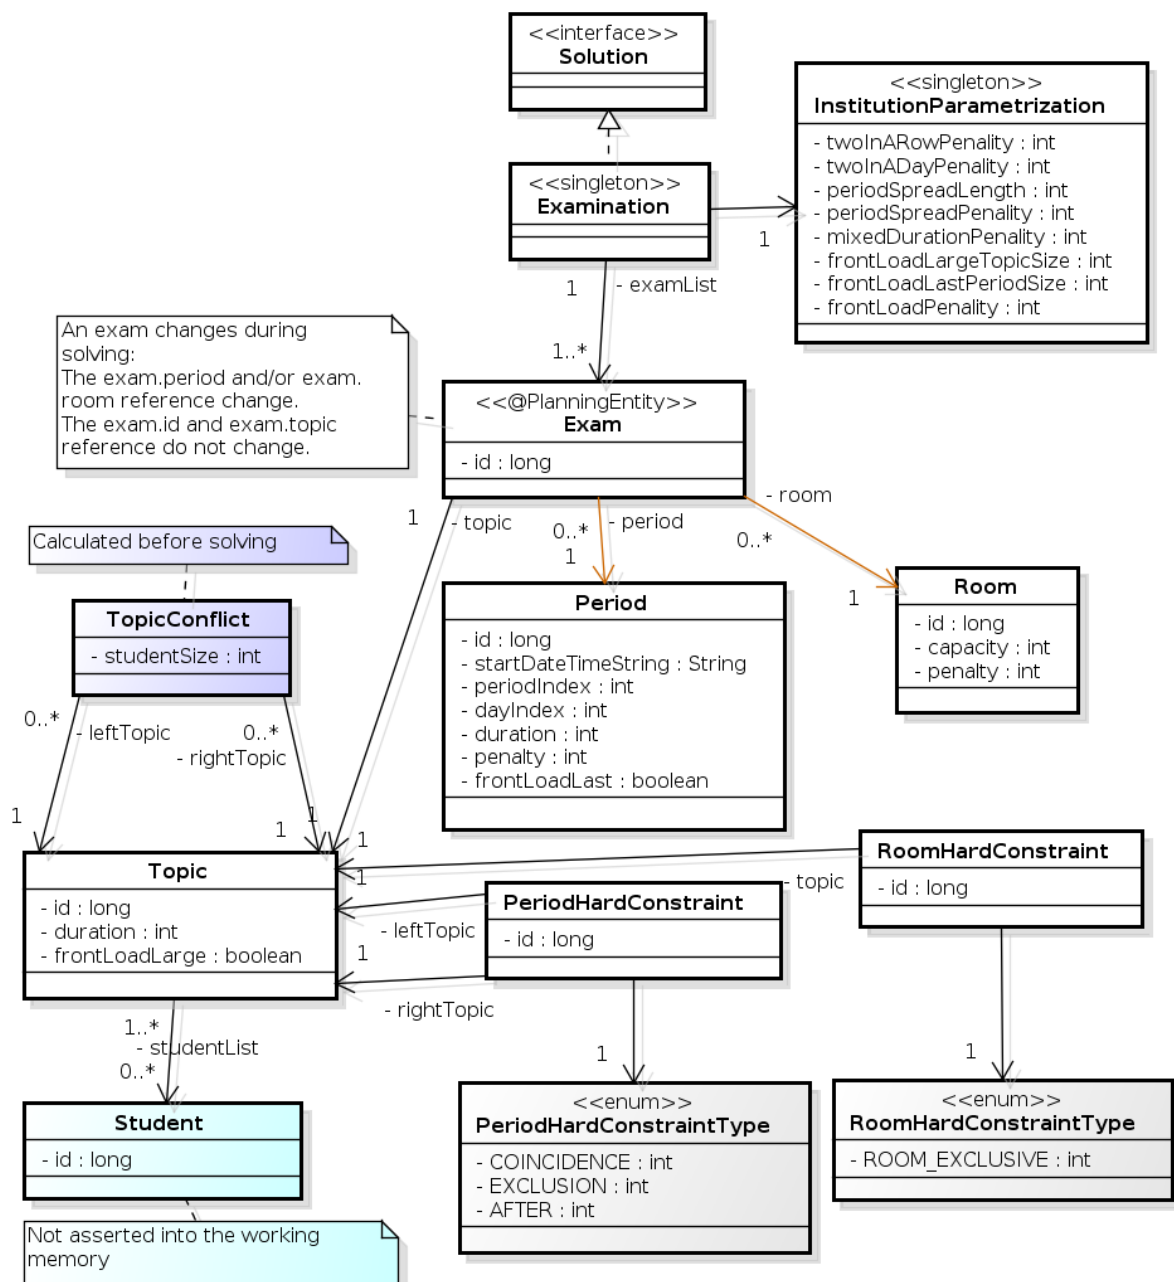 <<interface>>
Solution
<<singleton>>
InstitutionParametrization
- twoInARowPenality : int
- twoInADayPenality : int
- periodSpreadLength : int
- periodSpreadPenality : int
- mixedDurationPenality : int
- frontLoadLargeTopicSize : int
- frontLoadLastPeriodSize : int
- frontLoadPenality : int
<<singleton>>
Examination
1
1
- examList
1..*
An exam changes during
solving:
The exam.period and/or exam.
room reference change.
The exam.id and exam.topic
reference do not change.
<<@PlanningEntity>>
Exam
- id : long
1
- topic
0..*
- period
1
- room
0..*
1
Calculated before solving
TopicConflict
- studentSize : int
0..*
- leftTopic
0..*
- rightTopic
1
1
1
1
Period
- id : long
- startDateTimeString : String
- periodIndex : int
- dayIndex : int
- duration : int
- penalty : int
- frontLoadLast : boolean
Room
- id : long
- capacity : int
- penalty : int
Topic
- id : long
- duration : int
- frontLoadLarge : boolean
1
- leftTopic
1
- rightTopic
- topic
PeriodHardConstraint
- id : long
RoomHardConstraint
- id : long
1..*
- studentList
0..*
1
1
Student
- id : long
Not asserted into the working
memory
<<enum>>
PeriodHardConstraintType
- COINCIDENCE : int
- EXCLUSION : int
- AFTER : int
<<enum>>
RoomHardConstraintType
- ROOM_EXCLUSIVE : int